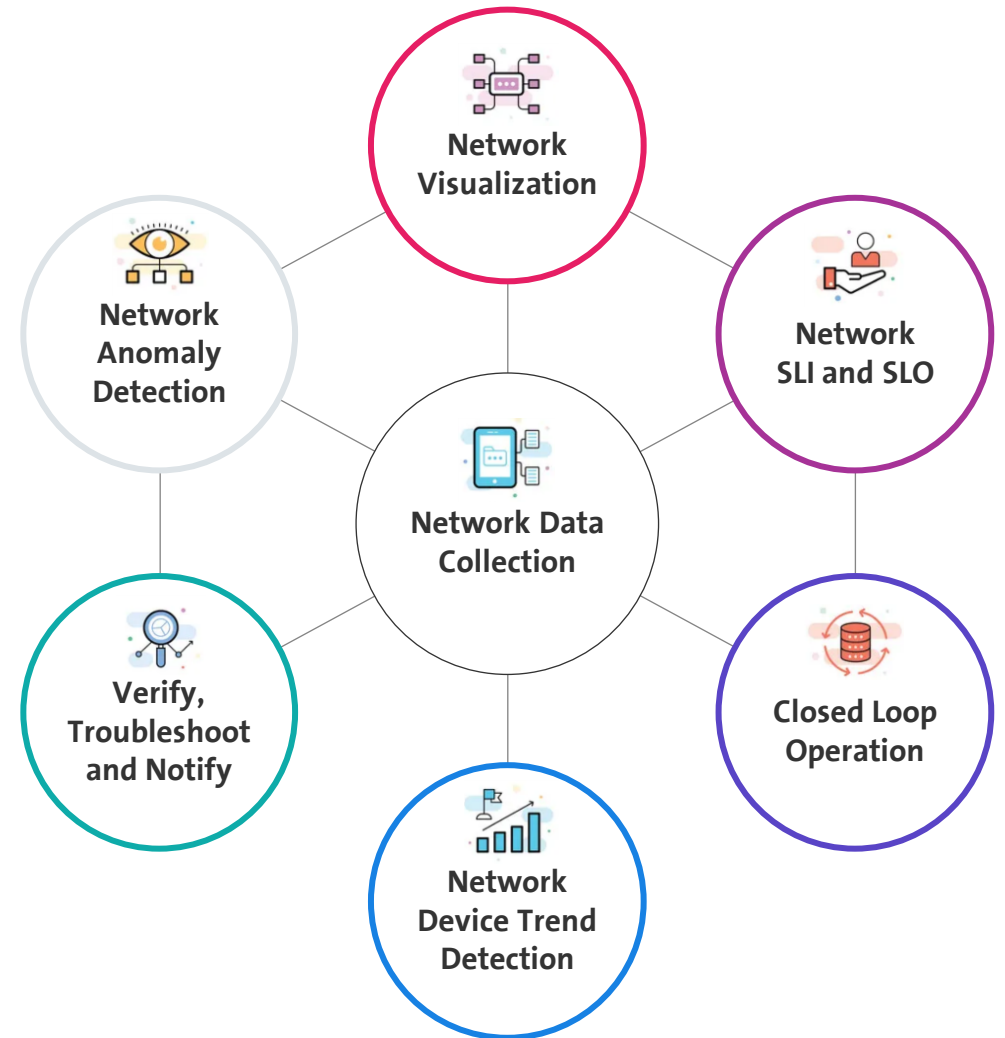 Network
Visualization
Network
Anomaly
Detection
Network
SLI and SLO
Network Data
Collection
Verify,
Troubleshoot
and Notify
Closed Loop
Operation
Network
Device Trend
Detection